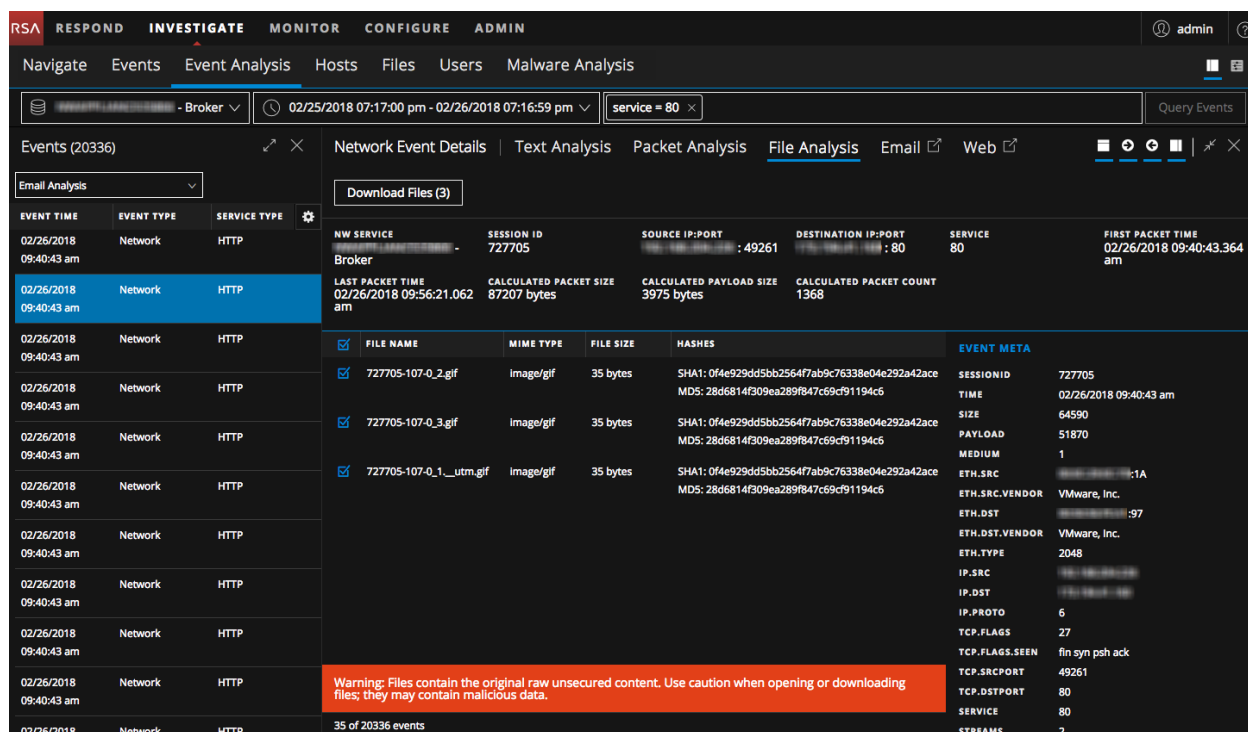 RSA RESPOND INVESTIGATE MONITOR CONFIGURE ADMIN admin
Navigate Events Event Analysis Hosts Files Users Malware Analysis
- Broker 02/25/2018 07:17:00 pm - 02/26/2018 07:16:59 pm service = 80 × Query Events
Events (20336)
Email Analysis
EVENT TIME EVENT TYPE SERVICE TYPE
02/26/2018 Network HTTP
09:40:43 am
02/26/2018 Network HTTP
09:40:43 am
02/26/2018 Network HTTP
09:40:43 am
02/26/2018 Network HTTP
09:40:43 am
02/26/2018 Network HTTP
09:40:43 am
02/26/2018 Network HTTP
09:40:43 am
02/26/2018 Network HTTP
09:40:43 am
02/26/2018 Network HTTP
09:40:43 am
02/26/2018 Network HTTP
09:40:43 am
02/26/2018 Network HTTP
09:40:43 am
02/26/2018 Network HTTP
Network Event Details | Text Analysis Packet Analysis File Analysis Email Web
Download Files (3)
NW SERVICE SESSION ID SOURCE IP:PORT DESTINATION IP:PORT SERVICE FIRST PACKET TIME
- 727705 : 49261 : 80 80 02/26/2018 09:40:43.364
Broker am
LAST PACKET TIME CALCULATED PACKET SIZE CALCULATED PAYLOAD SIZE CALCULATED PACKET COUNT
02/26/2018 09:56:21.062 87207 bytes 3975 bytes 1368
am
FILE NAME MIME TYPE FILE SIZE HASHES
727705-107-0_2.gif image/gif 35 bytes SHA1: 0f4e929dd5bb2564f7ab9c76338e04e292a42ace
MD5: 28d6814f309ea289f847c69cf91194c6
727705-107-0_3.gif image/gif 35 bytes SHA1: 0f4e929dd5bb2564f7ab9c76338e04e292a42ace
MD5: 28d6814f309ea289f847c69cf91194c6
727705-107-0_1.__utm.gif image/gif 35 bytes SHA1: 0f4e929dd5bb2564f7ab9c76338e04e292a42ace
MD5: 28d6814f309ea289f847c69cf91194c6
Warning: Files contain the original raw unsecured content. Use caution when opening or downloading
files; they may contain malicious data.
35 of 20336 events
EVENT META
SESSIONID 727705
TIME 02/26/2018 09:40:43 am
SIZE 64590
PAYLOAD 51870
MEDIUM 1
ETH.SRC :1A
ETH.SRC.VENDOR VMware, Inc.
ETH.DST :97
ETH.DST.VENDOR VMware, Inc.
ETH.TYPE 2048
IP.SRC
IP.DST
IP.PROTO 6
TCP.FLAGS 27
TCP.FLAGS.SEEN fin syn psh ack
TCP.SRCPORT 49261
TCP.DSTPORT 80
SERVICE 80
STREAMS 2